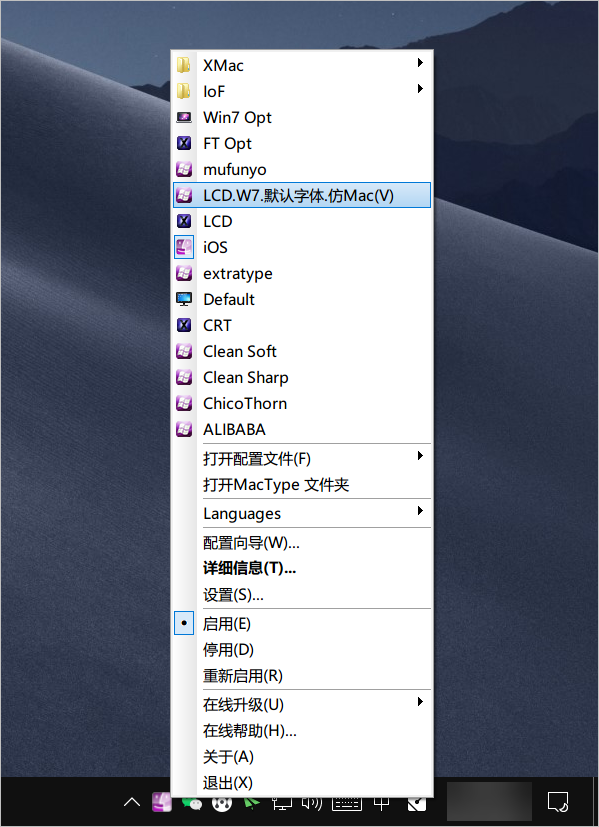 XMac
IoF
Win7 Opt
FT Opt
mufunyo
LCD.W7.默认字体.仿Mac(V)
LCD
iOS
extratype
Default
CRT
Clean Soft
Clean Sharp
ChicoThorn
ALIBABA
打开配置文件(F)
打开MacType 文件夹
Languages
配置向导(W)...
详细信息(T)...
设置(S)...
启用(E)
停用(D)
重新启用(R)
在线升级(U)
在线帮助(H)...
关于(A)
退出(X)
中